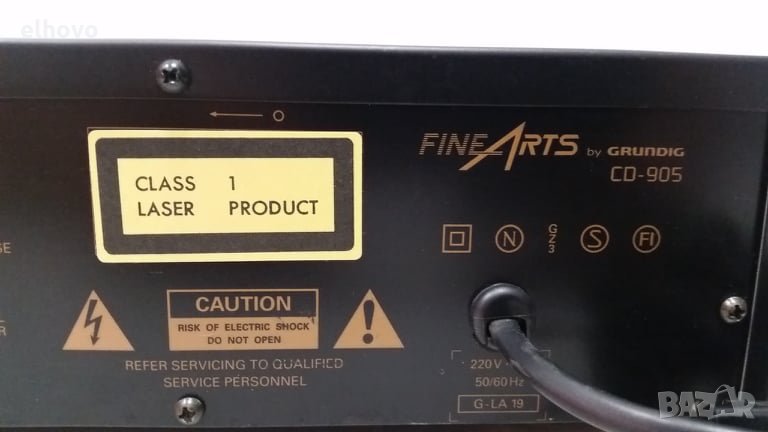 elhovo
O
FINEARTS by GRUNDIG
CD-905
CLASS 1
LASER PRODUCT
N
GZ3
S
FI
CAUTION
RISK OF ELECTRIC SHOCK
DO NOT OPEN
REFER SERVICING TO QUALIFIED
SERVICE PERSONNEL
220V
50/60Hz
G-LA 19
BAZAR